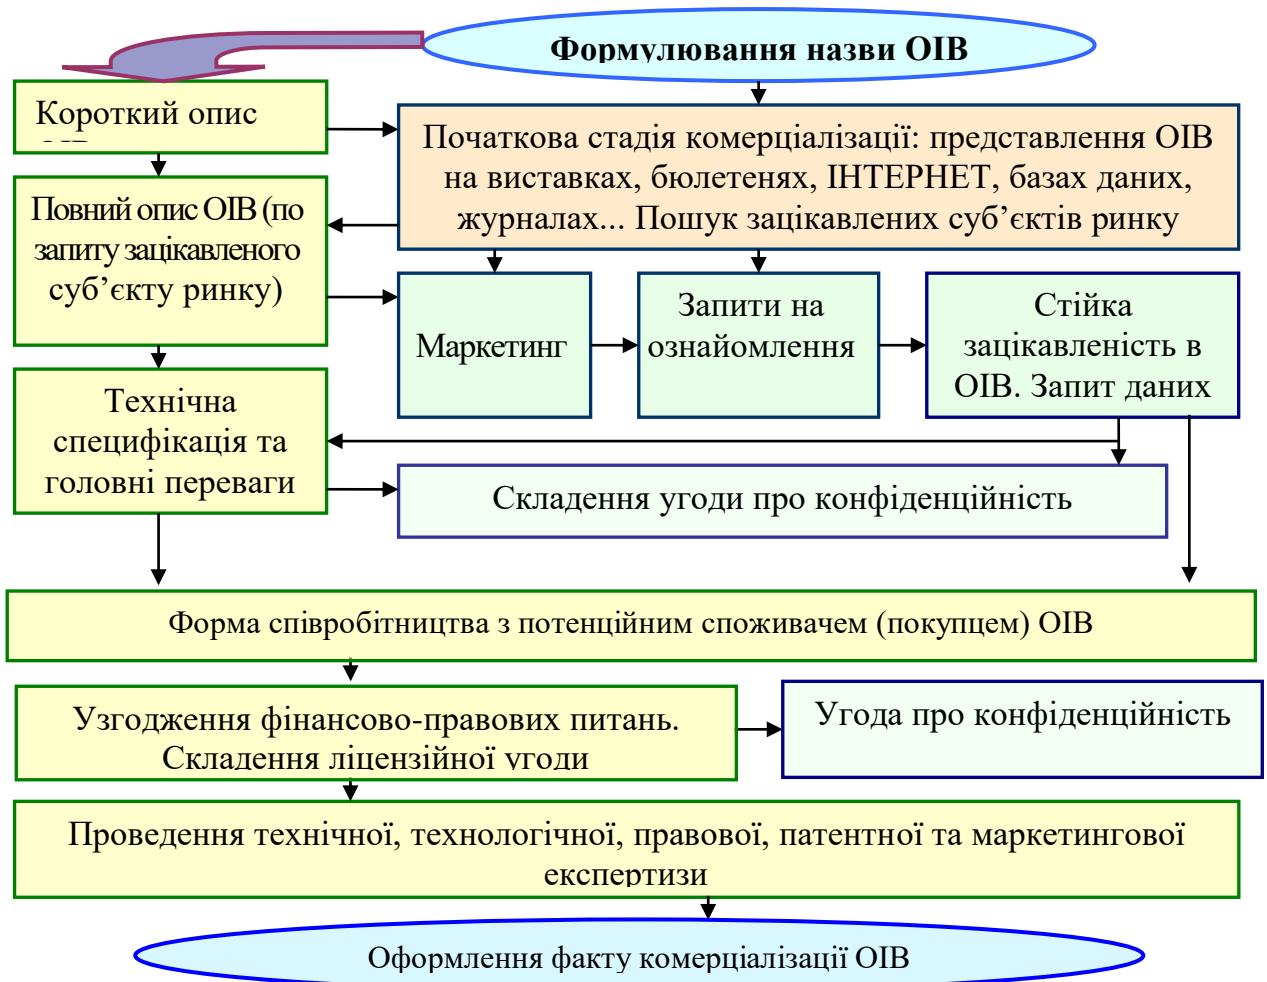 Формулювання назви ОІВ
Короткий опис
Початкова стадія комерціалізації: представлення ОІВ
на виставках, бюлетенях, ІНТЕРНЕТ, базах даних,
журналах... Пошук зацікавлених суб’єктів ринку
Повний опис ОІВ (по
запиту зацікавленого
суб’єкту ринку)
Маркетинг
Запити на
ознайомлення
Стійка
зацікавленість в
ОІВ. Запит даних
Технічна
специфікація та
головні переваги
Складення угоди про конфіденційність
Форма співробітництва з потенційним споживачем (покупцем) ОІВ
Узгодження фінансово-правових питань.
Складення ліцензійної угоди
Угода про конфіденційність
Проведення технічної, технологічної, правової, патентної та маркетингової
експертизи
Оформлення факту комерціалізації ОІВ